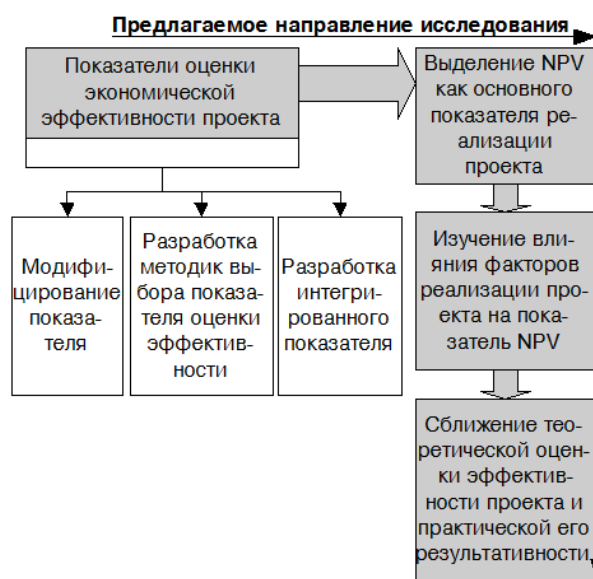 Предлагаемое направление исследования
Показатели оценки
экономической
эффективности проекта
Выделение NPV
как основного
показателя ре-
ализации
проекта
Модифи-
цирование
показа-
теля
Разработка
методик вы-
бора показа-
теля оценки
эффектив-
ности
Разработка
интегри-
рованного
показателя
Изучение вли-
яния факторов
реализации про-
екта на пока-
затель NPV
Сближение тео-
ретической оцен-
ки эффектив-
ности проекта и
практической его
результативности